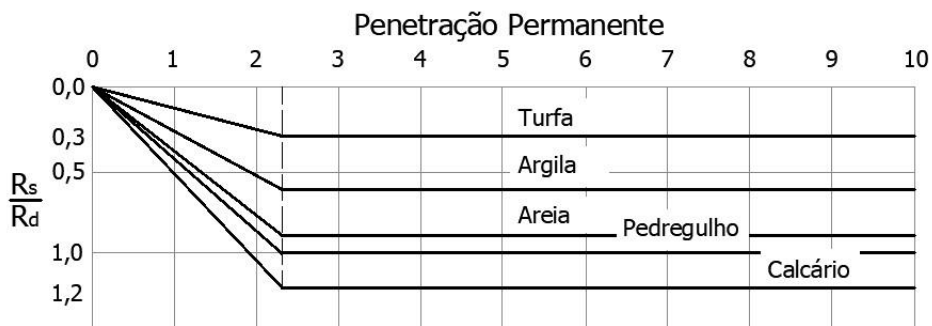 Penetração Permanente
0 1 2 3 4 5 6 7 8 9 10
0,0
Turfa
0,3
Argila
0,5
Rs
Rd
Areia
Pedregulho
1,0
Calcário
1,2